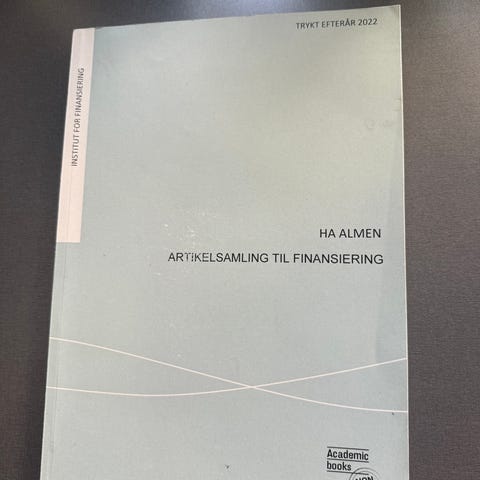 TRYKT EFTERÅR 2022
INSTITUT FOR FINANSIERING
HA ALMEN
ARTIKELSAMLING TIL FINANSIERING
Academic
books